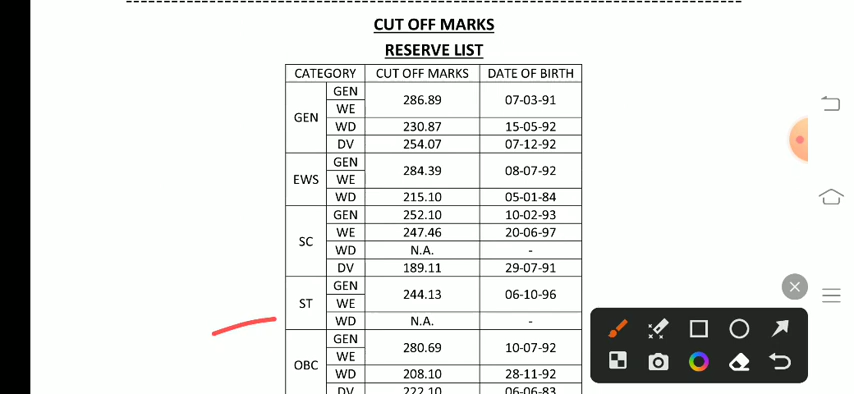 CUT OFF MARKS
RESERVE LIST
CATEGORY CUT OFF MARKS DATE OF BIRTH
GEN GEN 286.89 07-03-91
WE
WD 230.87 15-05-92
DV 254.07 07-12-92
EWS GEN 284.39 08-07-92
WE
WD 215.10 05-01-84
SC GEN 252.10 10-02-93
WE 247.46 20-06-97
WD N.A. -
DV 189.11 29-07-91
ST GEN 244.13 06-10-96
WE
WD N.A. -
OBC GEN 280.69 10-07-92
WE
WD 208.10 28-11-92
DV 222.10 06-06-83